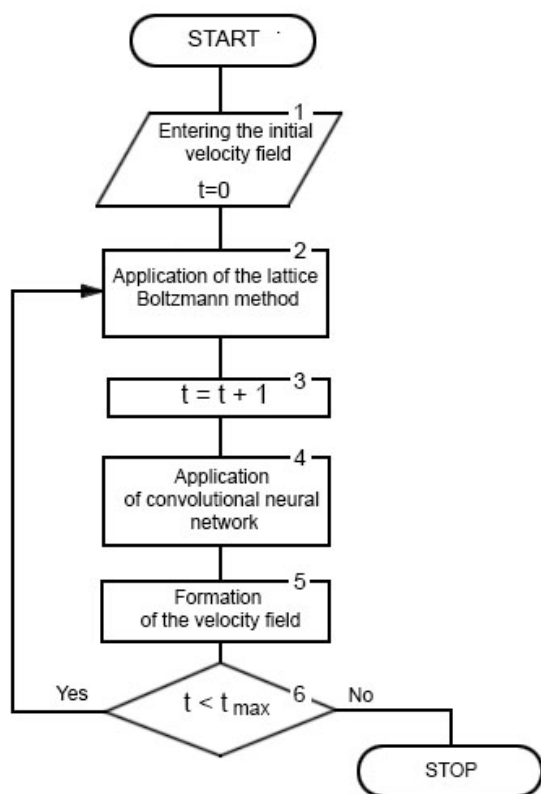 START
1
Entering the initial
velocity field
t=0
2
Application of the lattice
Boltzmann method
3
t = t + 1
4
Application
of convolutional neural
network
5
Formation
of the velocity field
Yes
t < t max
6
No
STOP